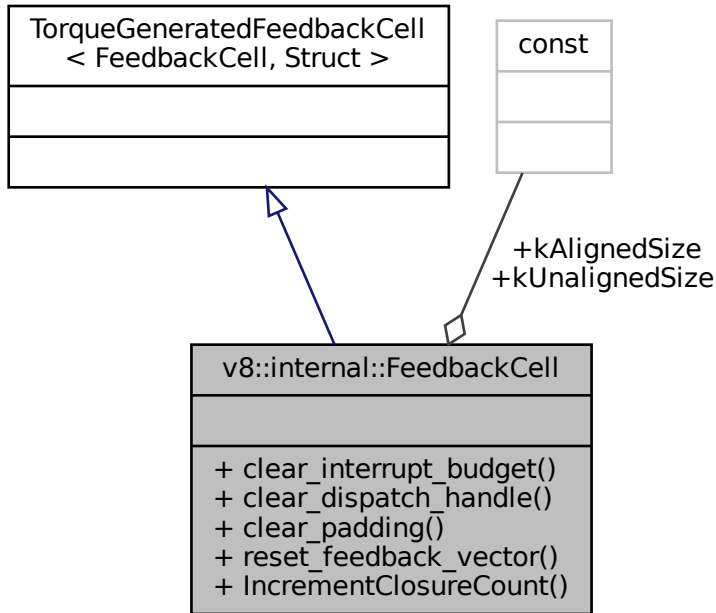 TorqueGeneratedFeedbackCell
< FeedbackCell, Struct >
const
+kAlignedSize
+kUnalignedSize
v8::internal::FeedbackCell
+ clear_interrupt_budget()
+ clear_dispatch_handle()
+ clear_padding()
+ reset_feedback_vector()
+ IncrementClosureCount()